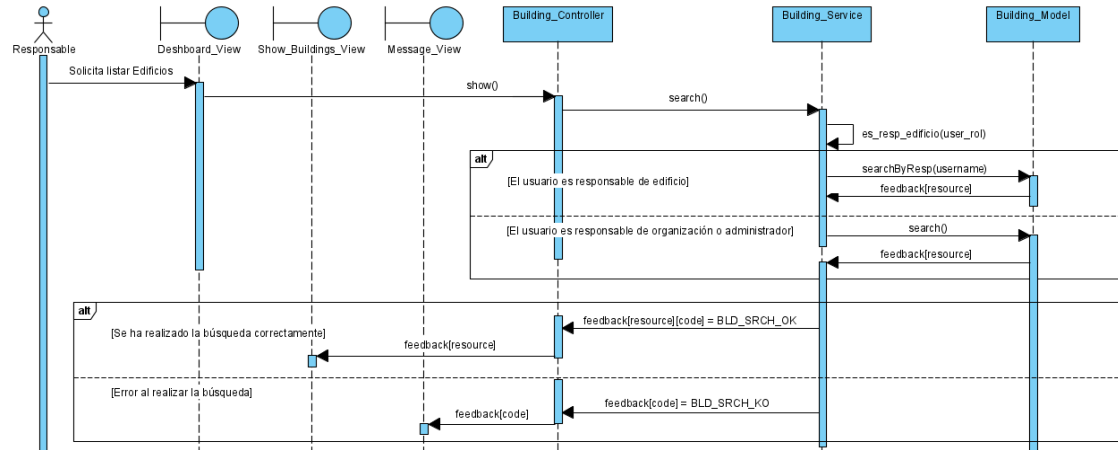 Building_Controller
Building_Service
Building_Model
Responsable
Deshboard_View
Show_Buildings_View
Message_View
Solicita listar Edificios
show()
search()
es_resp_edificio(user_rol)
alt
searchByResp(username)
[El usuario es responsable de edificio]
feedback[resource]
[El usuario es responsable de organización o administrador]
search()
feedback[resource]
alt
[Se ha realizado la búsqueda correctamente]
feedback[resource][code] = BLD_SRCH_OK
feedback[resource]
[Error al realizar la búsqueda]
feedback[code] = BLD_SRCH_KO
feedback[code]